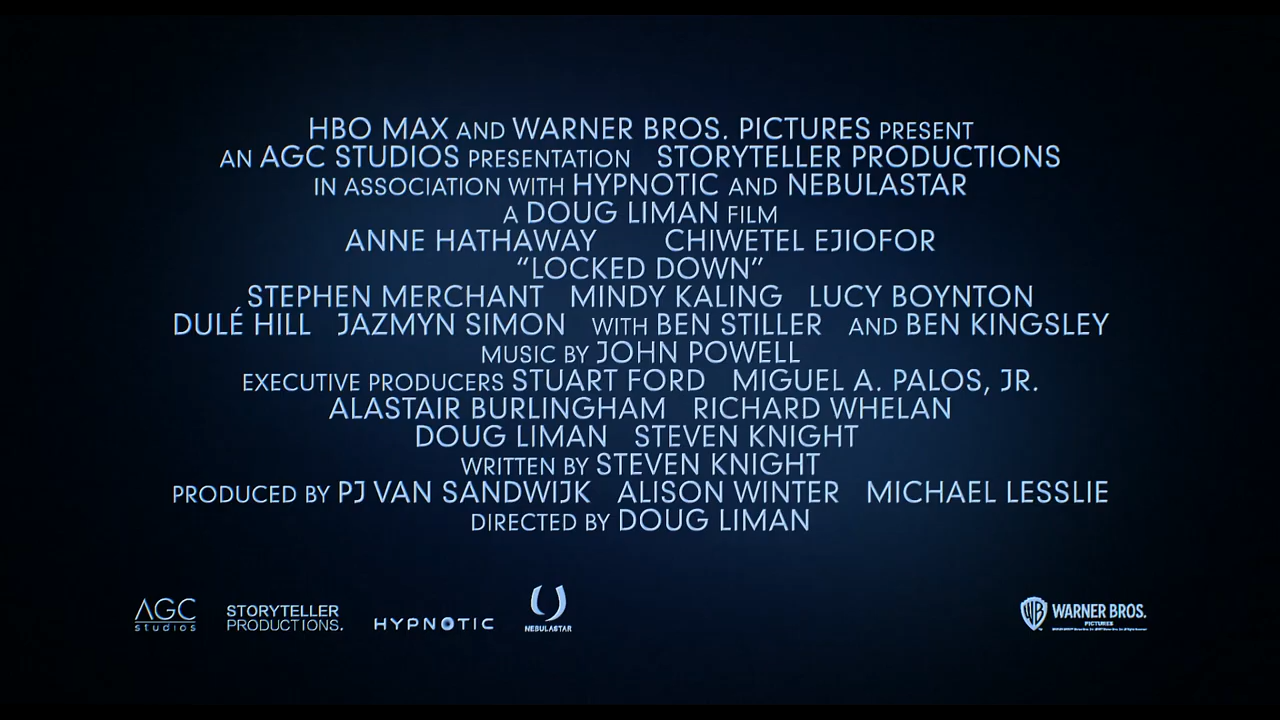 HBO MAX AND WARNER BROS. PICTURES PRESENT
AN AGC STUDIOS PRESENTATION STORYTELLER PRODUCTIONS
IN ASSOCIATION WITH HYPNOTIC AND NEBULASTAR
A DOUG LIMAN FILM
ANNE HATHAWAY CHIWETEL EJIOFOR
“LOCKED DOWN”
STEPHEN MERCHANT MINDY KALING LUCY BOYNTON
DULÉ HILL JAZMYN SIMON WITH BEN STILLER AND BEN KINGSLEY
MUSIC BY JOHN POWELL
EXECUTIVE PRODUCERS STUART FORD MIGUEL A. PALOS, JR.
ALASTAIR BURLINGHAM RICHARD WHELAN
DOUG LIMAN STEVEN KNIGHT
WRITTEN BY STEVEN KNIGHT
PRODUCED BY PJ VAN SANDWIJK ALISON WINTER MICHAEL LESSLIE
DIRECTED BY DOUG LIMAN
AGC
studios
STORYTELLER
PRODUCTIONS.
HYPNOTIC
NEBULASTAR
WB WARNER BROS.
PICTURES